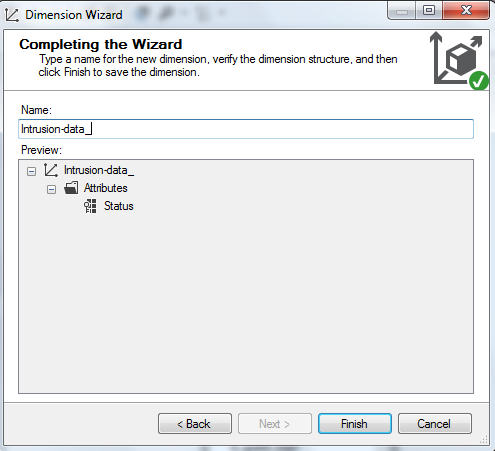 Dimension Wizard
Completing the Wizard
Type a name for the new dimension, verify the dimension structure, and then
click Finish to save the dimension.
Name:
Intrusion-data_
Preview:
Intrusion-data_
Attributes
Status
< Back
Next >
Finish
Cancel